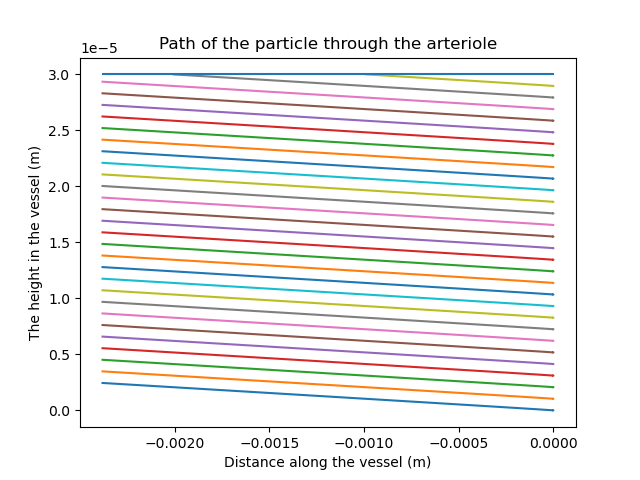 Path of the particle through the arteriole
1e−5
3.0
2.5
2.0
1.5
1.0
0.5
0.0
The height in the vessel (m)
−0.0020 −0.0015 −0.0010 −0.0005 0.0000
Distance along the vessel (m)